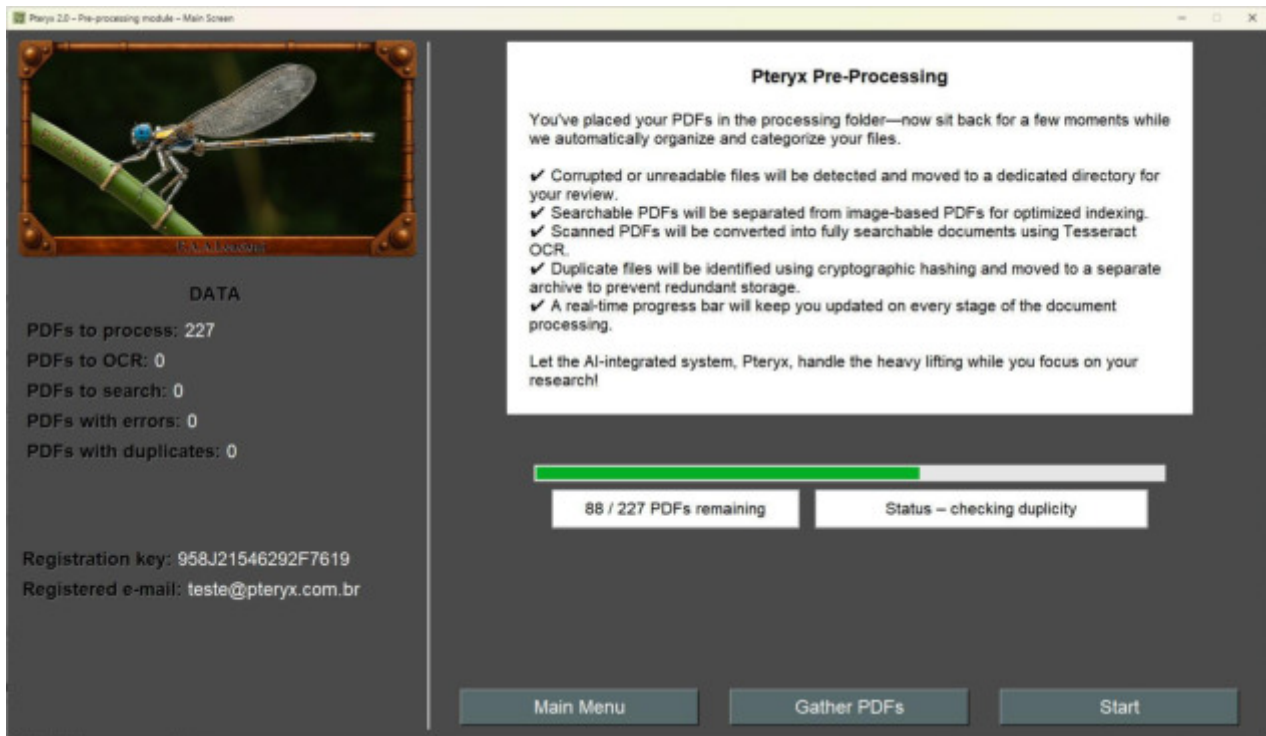 Pteryx 2.0 – Pre-processing module – Main Screen
DATA
PDFs to process: 227
PDFs to OCR: 0
PDFs to search: 0
PDFs with errors: 0
PDFs with duplicates: 0
Registration key: 958J21546292F7619
Registered e-mail: teste@pteryx.com.br
Pteryx Pre-Processing
You've placed your PDFs in the processing folder—now sit back for a few moments while
we automatically organize and categorize your files.
✔ Corrupted or unreadable files will be detected and moved to a dedicated directory for
your review.
✔ Searchable PDFs will be separated from image-based PDFs for optimized indexing.
✔ Scanned PDFs will be converted into fully searchable documents using Tesseract
OCR.
✔ Duplicate files will be identified using cryptographic hashing and moved to a separate
archive to prevent redundant storage.
✔ A real-time progress bar will keep you updated on every stage of the document
processing.
Let the AI-integrated system, Pteryx, handle the heavy lifting while you focus on your
research!
88 / 227 PDFs remaining
Status – checking duplicity
Main Menu
Gather PDFs
Start